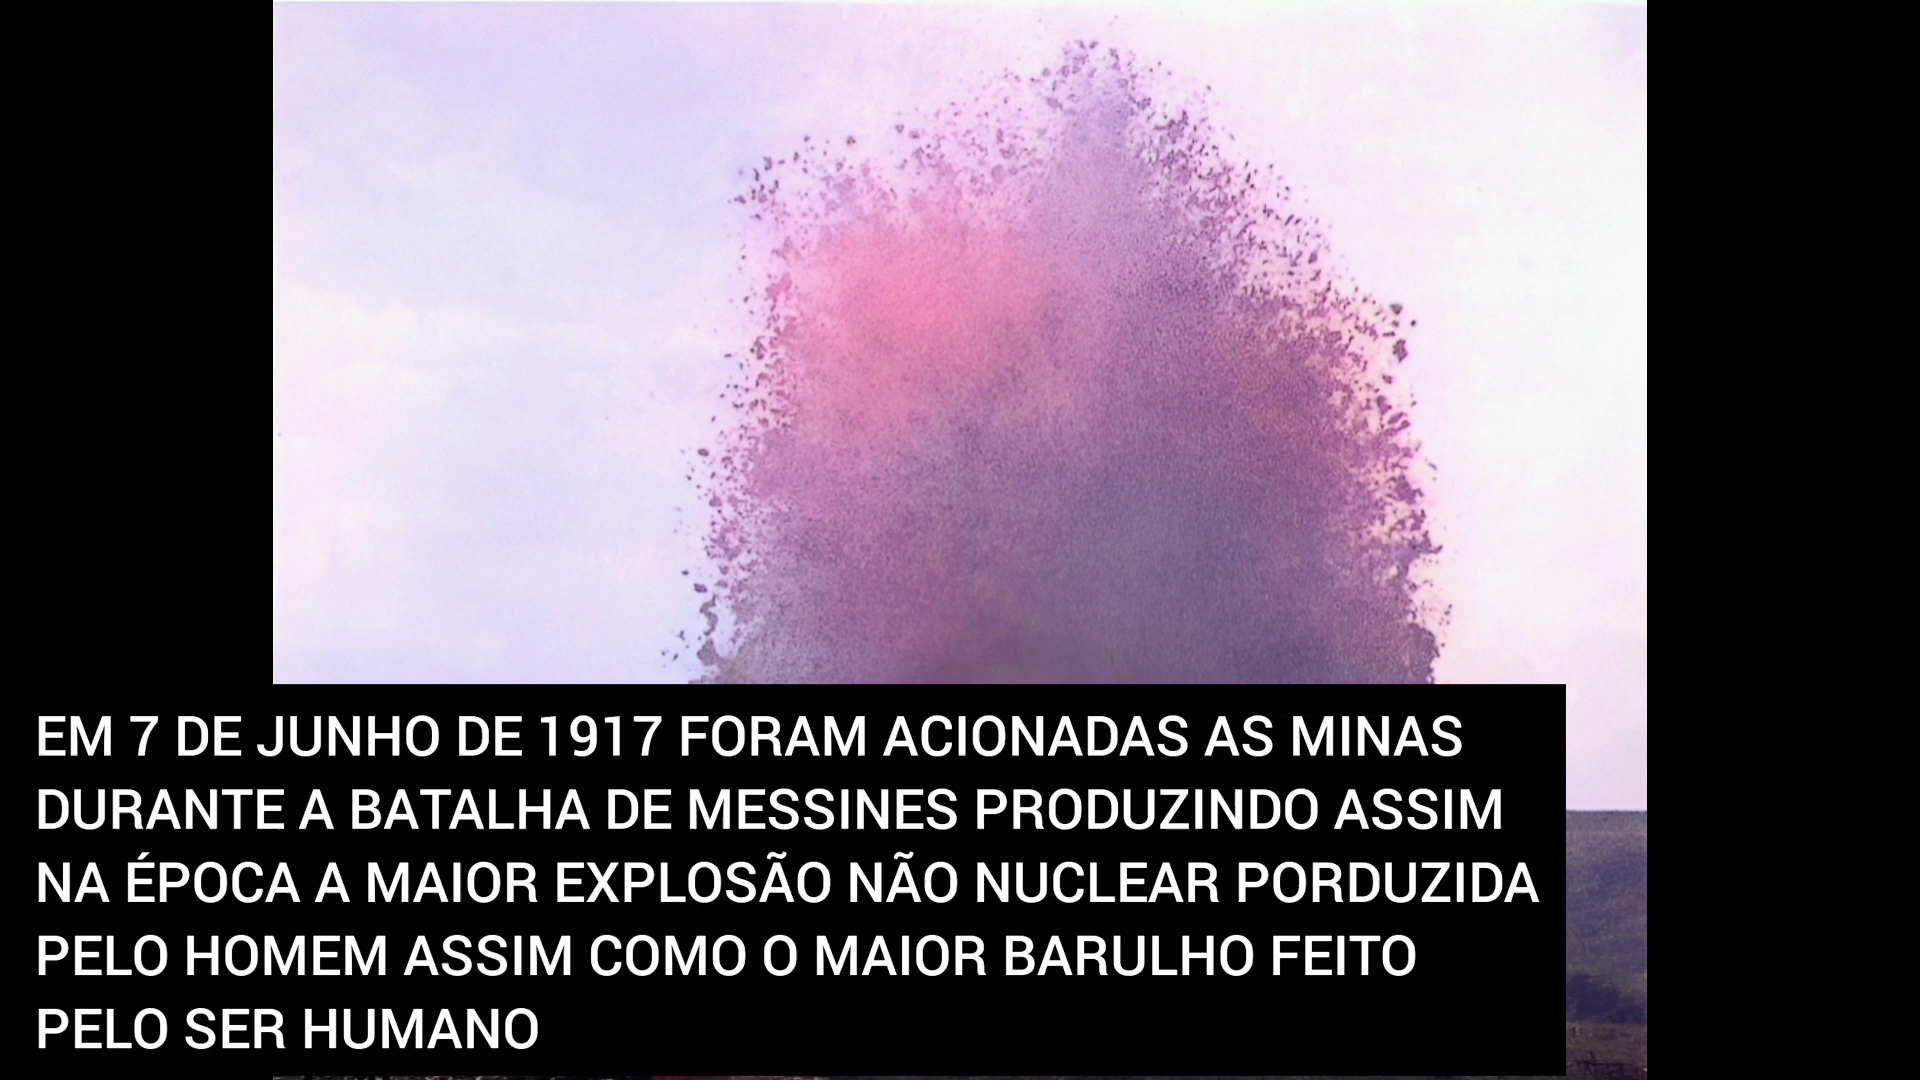 EM 7 DE JUNHO DE 1917 FORAM ACIONADAS AS MINAS
DURANTE A BATALHA DE MESSINES PRODUZINDO ASSIM
NA ÉPOCA A MAIOR EXPLOSÃO NÃO NUCLEAR PORDUZIDA
PELO HOMEM ASSIM COMO O MAIOR BARULHO FEITO
PELO SER HUMANO